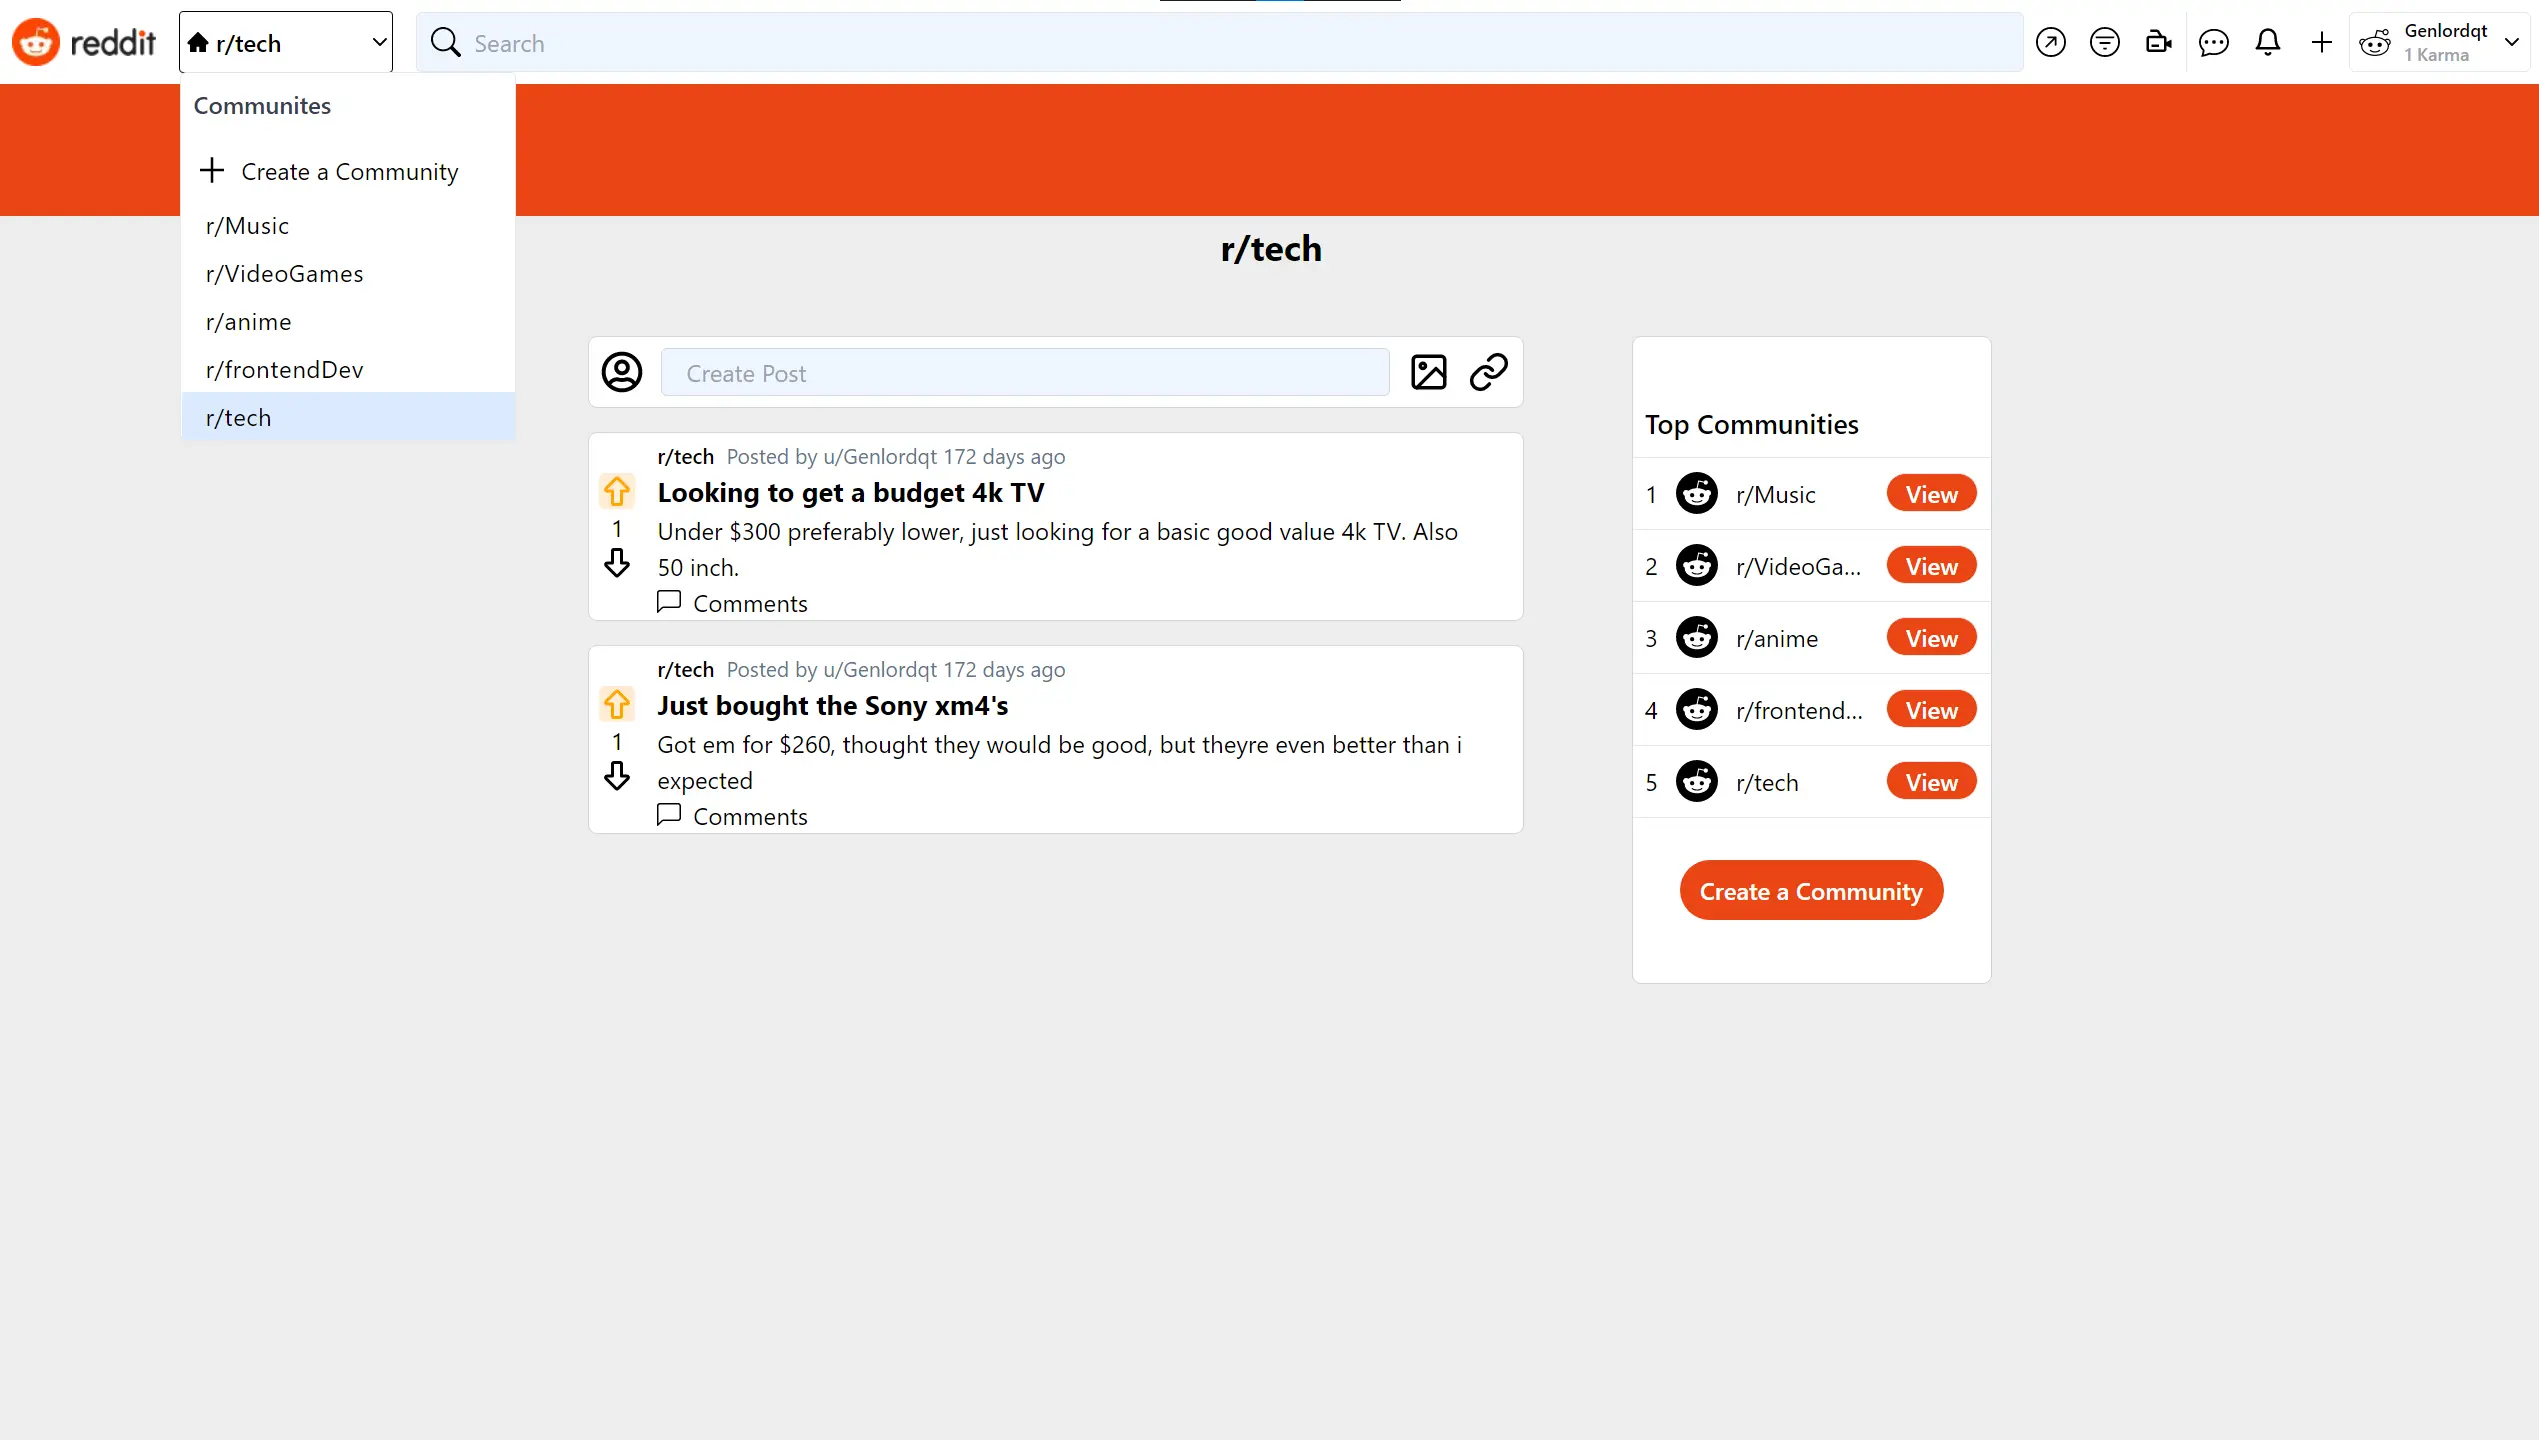 reddit
r/tech
Search
Genlordqt
1 Karma
Communites
Create a Community
r/Music
r/VideoGames
r/anime
r/frontendDev
r/tech
r/tech
Create Post
r/tech Posted by u/Genlordqt 172 days ago
Looking to get a budget 4k TV
1
Under $300 preferably lower, just looking for a basic good value 4k TV. Also
50 inch.
Comments
r/tech Posted by u/Genlordqt 172 days ago
Just bought the Sony xm4's
1
Got em for $260, thought they would be good, but theyre even better than i
expected
Comments
Top Communities
1 r/Music View
2 r/VideoGa... View
3 r/anime View
4 r/frontend... View
5 r/tech View
Create a Community